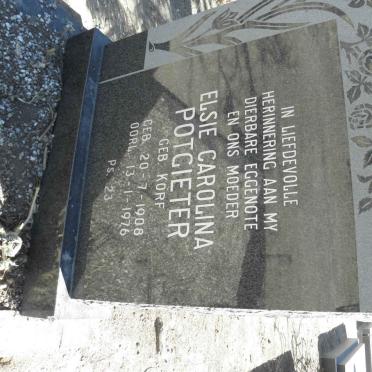 IN LIEFDEVOLLE
HERINNERING AAN MY
DIERBARE EGGENOTE
EN ONS MOEDER
ELSIE CAROLINA
POTGIETER
GEB. KORF
GEB. 20-7-1908
OORL. 13-11-1976
PS. 23